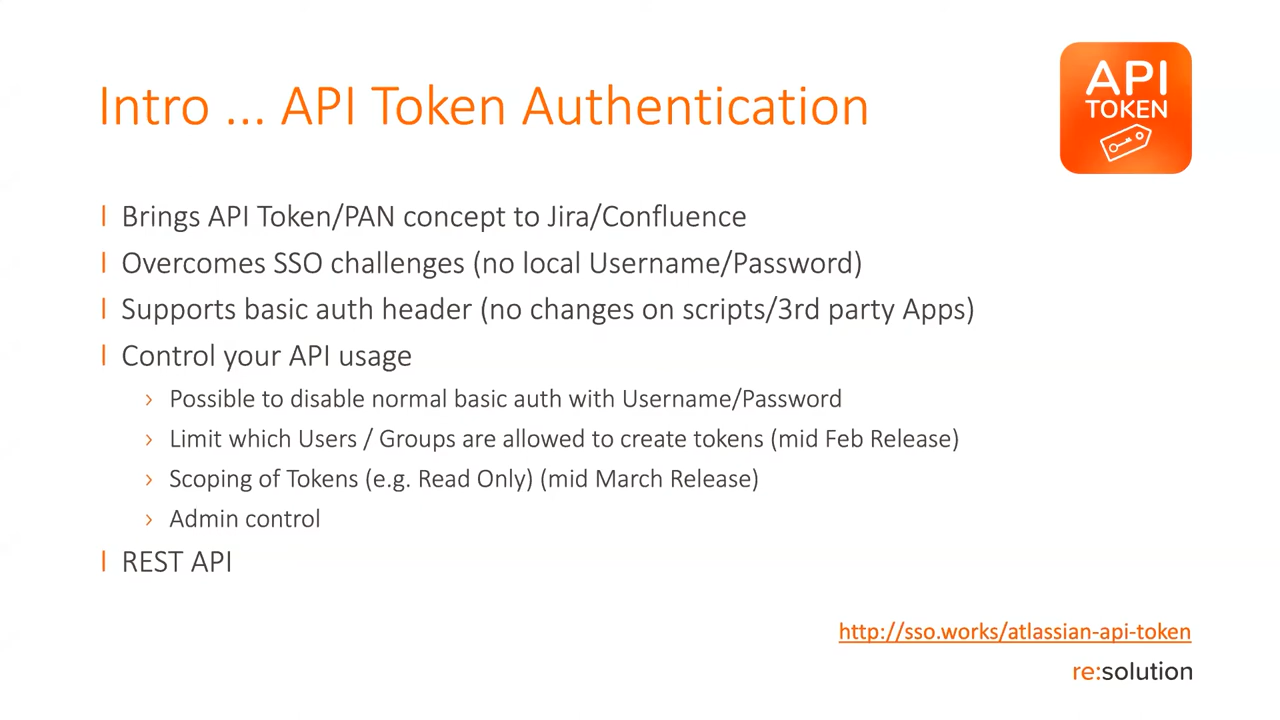 Intro ... API Token Authentication
API
TOKEN
Brings API Token/PAN concept to Jira/Confluence
Overcomes SSO challenges (no local Username/Password)
Supports basic auth header (no changes on scripts/3rd party Apps)
Control your API usage
Possible to disable normal basic auth with Username/Password
Limit which Users / Groups are allowed to create tokens (mid Feb Release)
Scoping of Tokens (e.g. Read Only) (mid March Release)
Admin control
REST API
http://sso.works/atlassian-api-token
re:solution